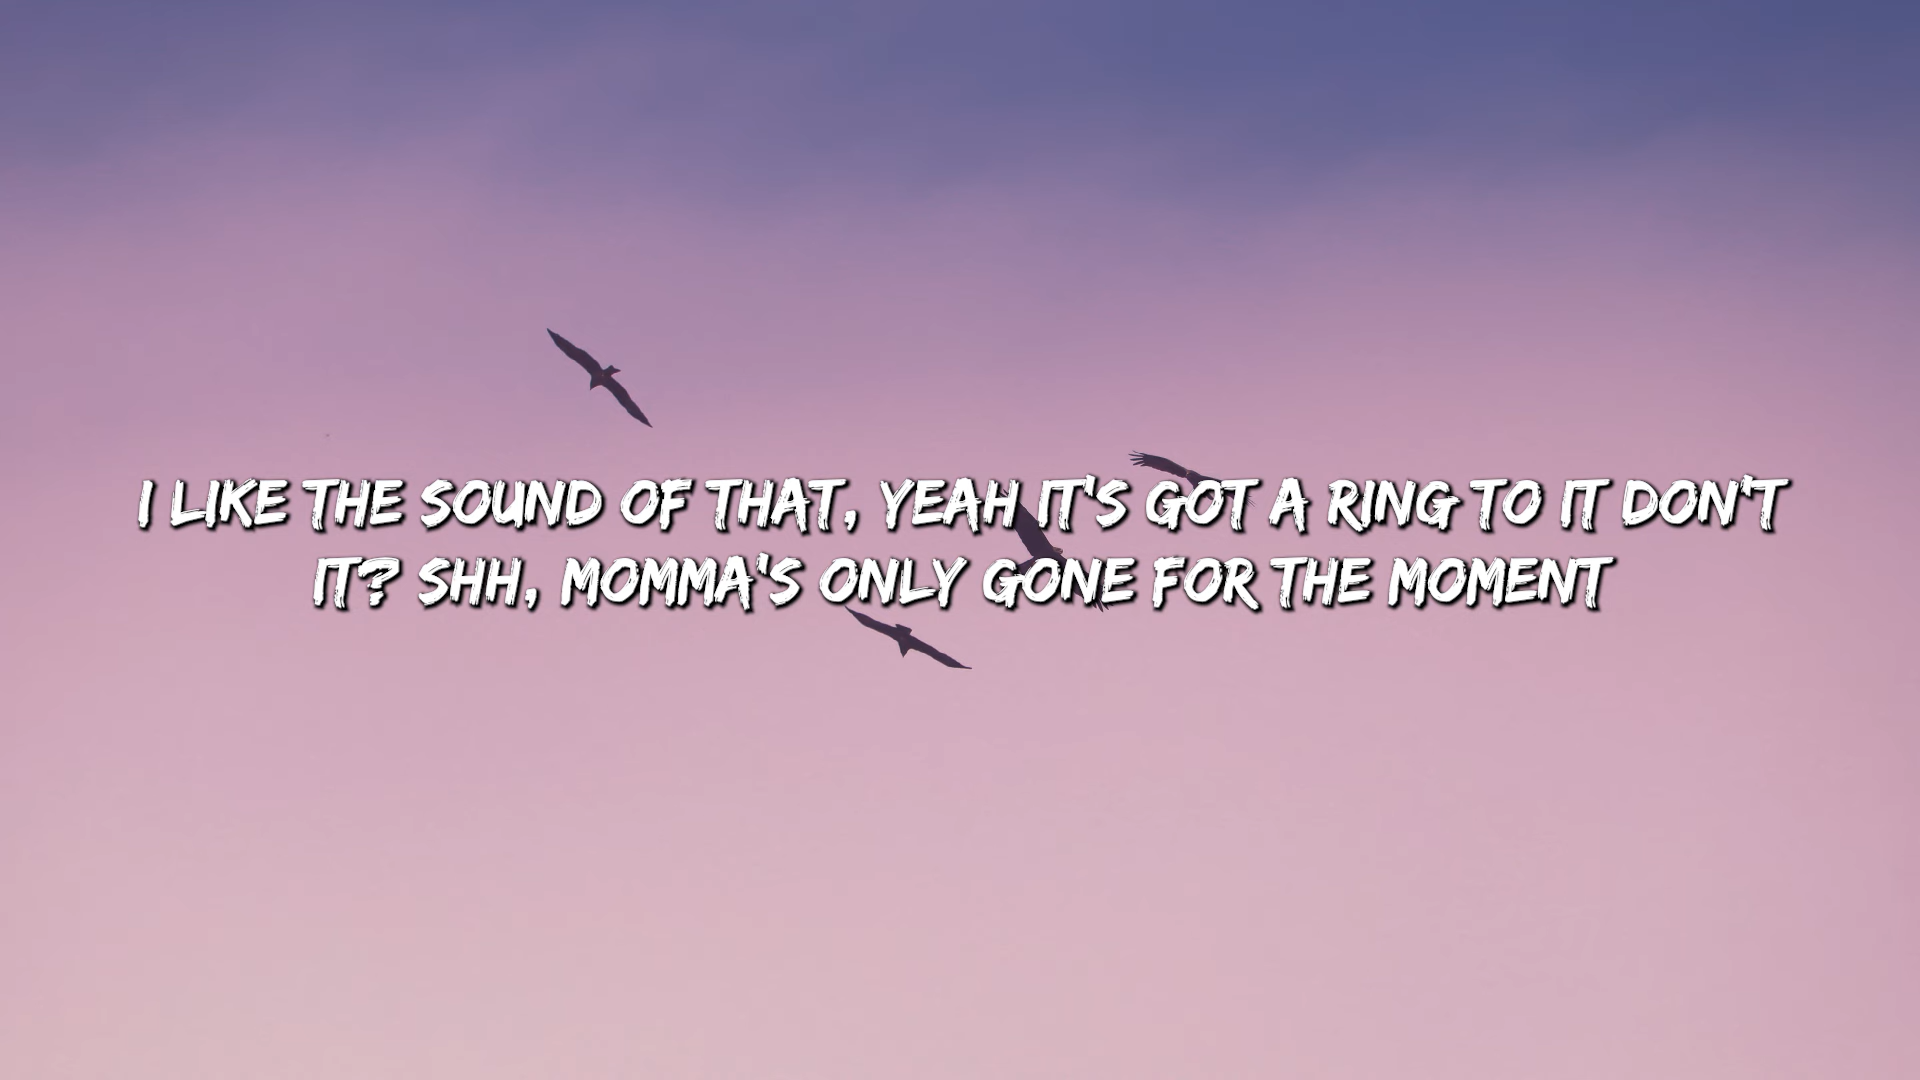 I LIKE THE SOUND OF THAT, YEAH IT'S GOT A RING TO IT DON'T
IT? SHH, MOMMA'S ONLY GONE FOR THE MOMENT